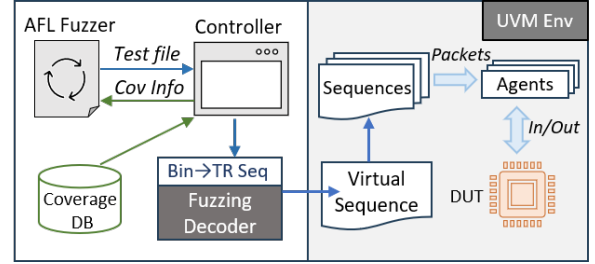 AFL Fuzzer
Controller
Test file
Cov Info
Coverage
DB
Bin→TR Seq
Fuzzing
Decoder
UVM Env
Sequences
Packets
Agents
In/Out
Virtual
Sequence
DUT